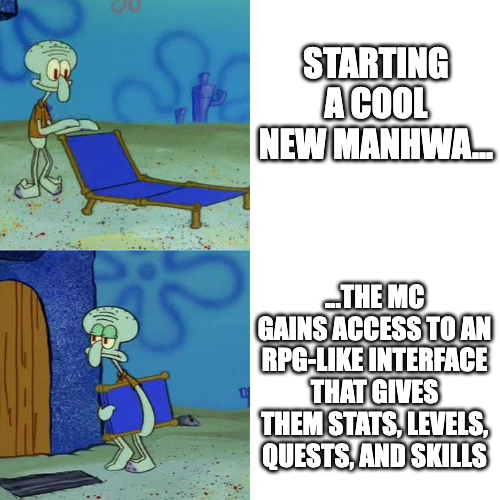 STARTING
A COOL
NEW MANHWA...
...THE MC
GAINS ACCESS TO AN
RPG-LIKE INTERFACE
THAT GIVES
THEM STATS, LEVELS,
QUESTS, AND SKILLS